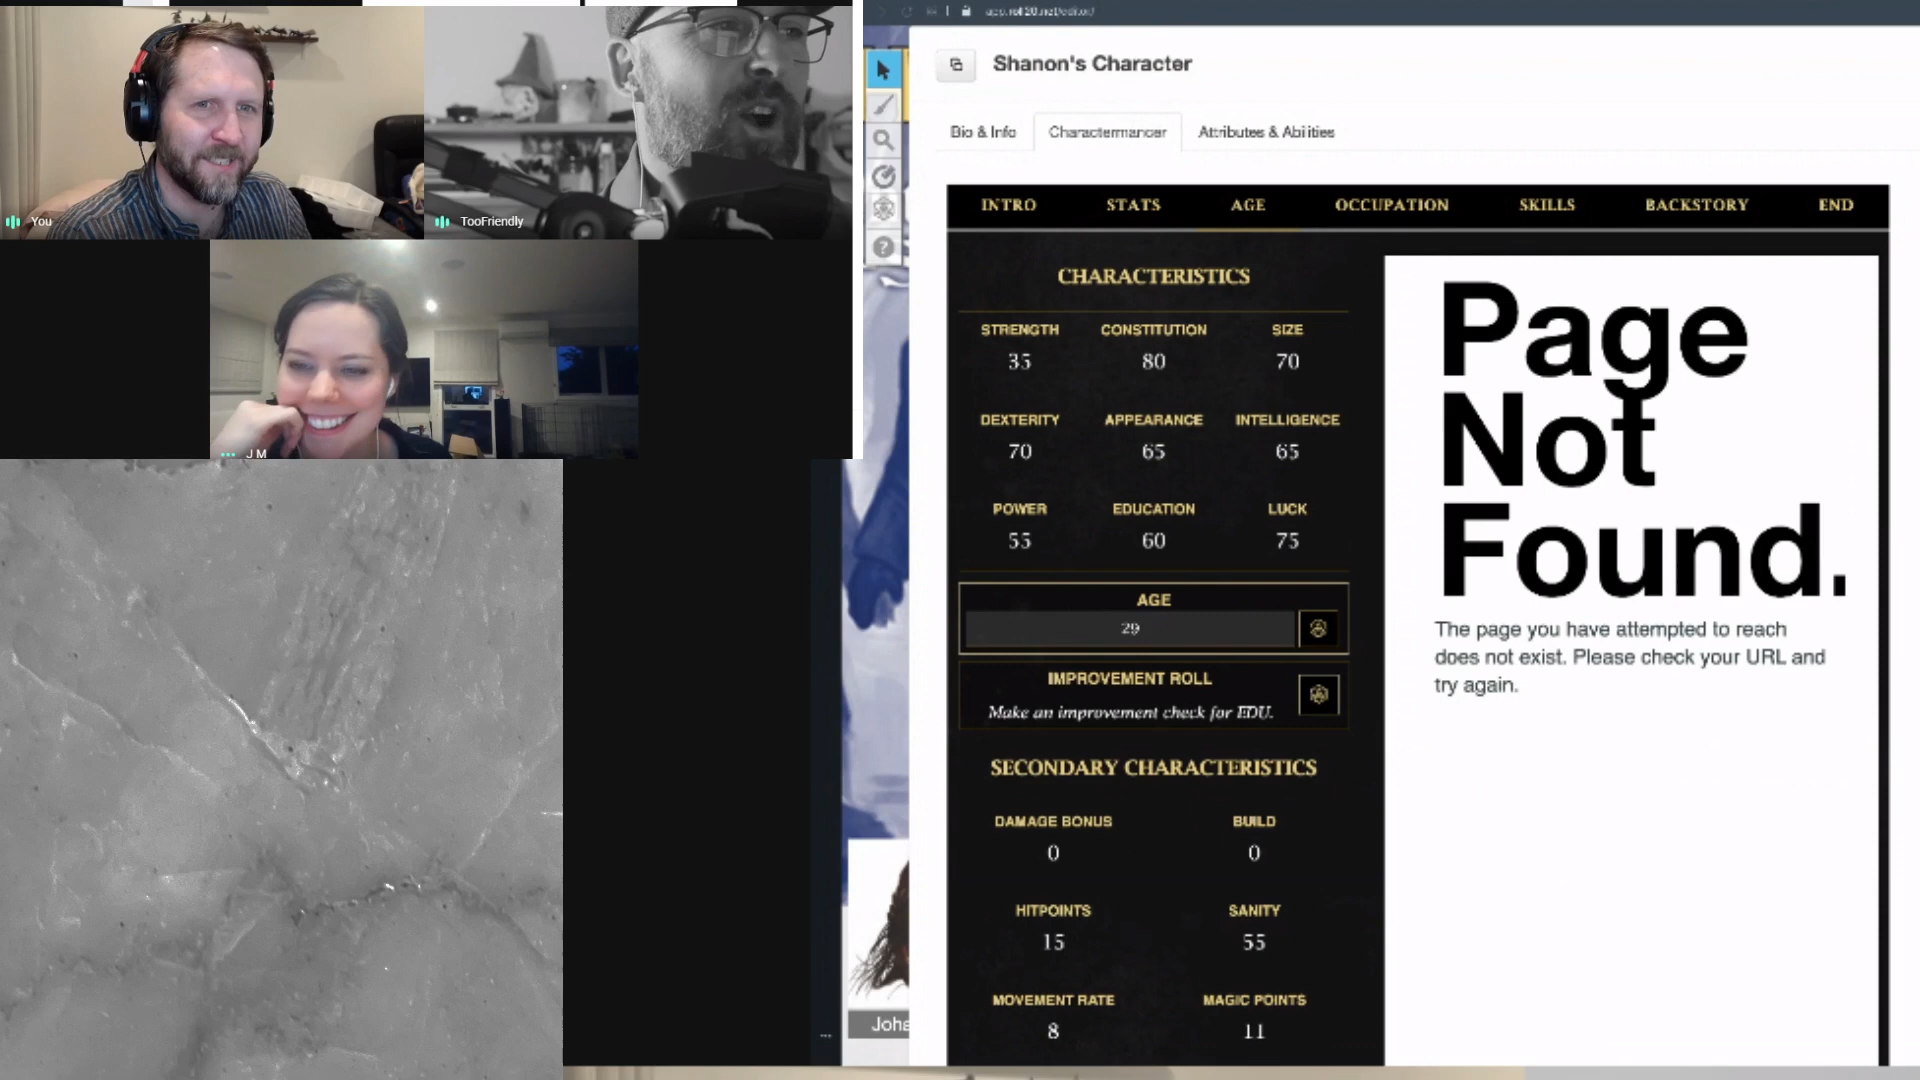 You
TooFriendly
J M
app.roll20.net/editor/
Shanon's Character
Bio & Info
Charactermancer
Attributes & Abilities
INTRO
STATS
AGE
OCCUPATION
SKILLS
BACKSTORY
END
CHARACTERISTICS
STRENGTH CONSTITUTION SIZE
35 80 70
DEXTERITY APPEARANCE INTELLIGENCE
70 65 65
POWER EDUCATION LUCK
55 60 75
AGE
29
IMPROVEMENT ROLL
Make an improvement check for EDU.
SECONDARY CHARACTERISTICS
DAMAGE BONUS BUILD
0 0
HITPOINTS SANITY
15 55
MOVEMENT RATE MAGIC POINTS
8 11
Page
Not
Found.
The page you have attempted to reach
does not exist. Please check your URL and
try again.
Joha